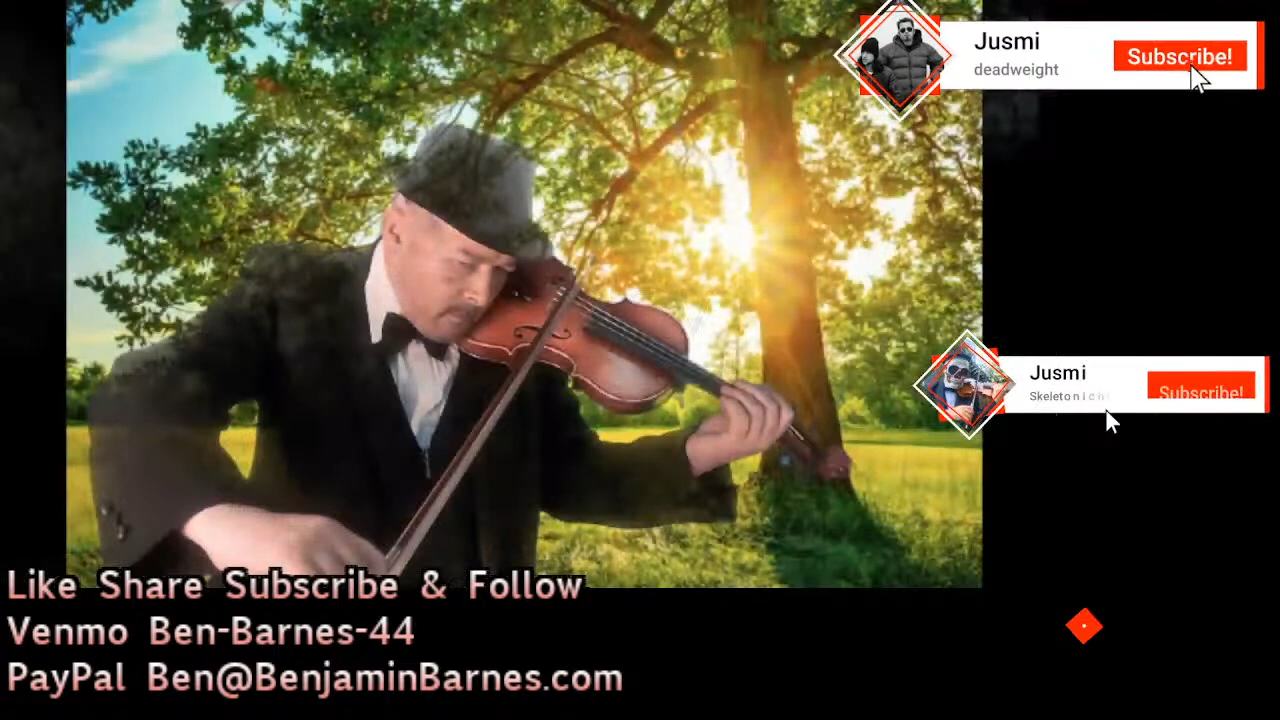 Jusmi
deadweight
Subscribe!
Jusmi
Subscribe!
Like Share Subscribe & Follow
Venmo Ben-Barnes-44
PayPal Ben@BenjaminBarnes.com